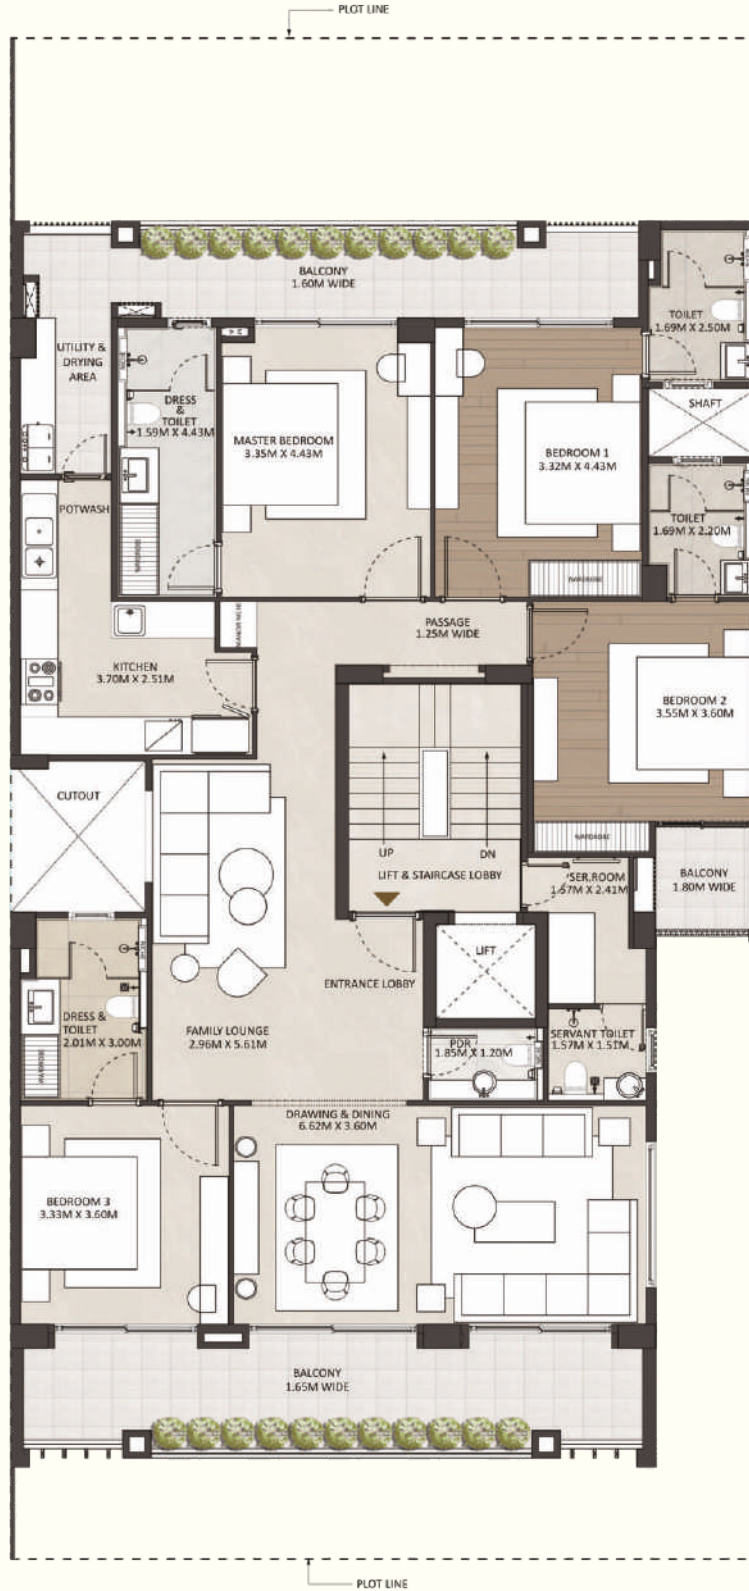 PLOT LINE
BALCONY
1.60M WIDE
TOILET
1.69M X 2.50M
UTILITY &
DRYING
AREA
DRESS
&
TOILET
1.59M X 4.43M
MASTER BEDROOM
3.35M X 4.43M
BEDROOM 1
3.32M X 4.43M
SHAFT
TOILET
1.69M X 2.20M
POTWASH
WARDROBE
WARDROBE
PASSAGE
1.25M WIDE
KITCHEN
3.70M X 2.51M
BEDROOM 2
3.55M X 3.60M
CUTOUT
WARDROBE
UP
DN
LIFT & STAIRCASE LOBBY
SER.ROOM
1.57M X 2.41M
BALCONY
1.80M WIDE
LIFT
ENTRANCE LOBBY
DRESS &
TOILET
2.01M X 3.00M
FAMILY LOUNGE
2.96M X 5.61M
PDR
1.85M X 1.20M
SERVANT TOILET
1.57M X 1.51M
DRAWING & DINING
6.62M X 3.60M
BEDROOM 3
3.33M X 3.60M
BALCONY
1.65M WIDE
PLOT LINE